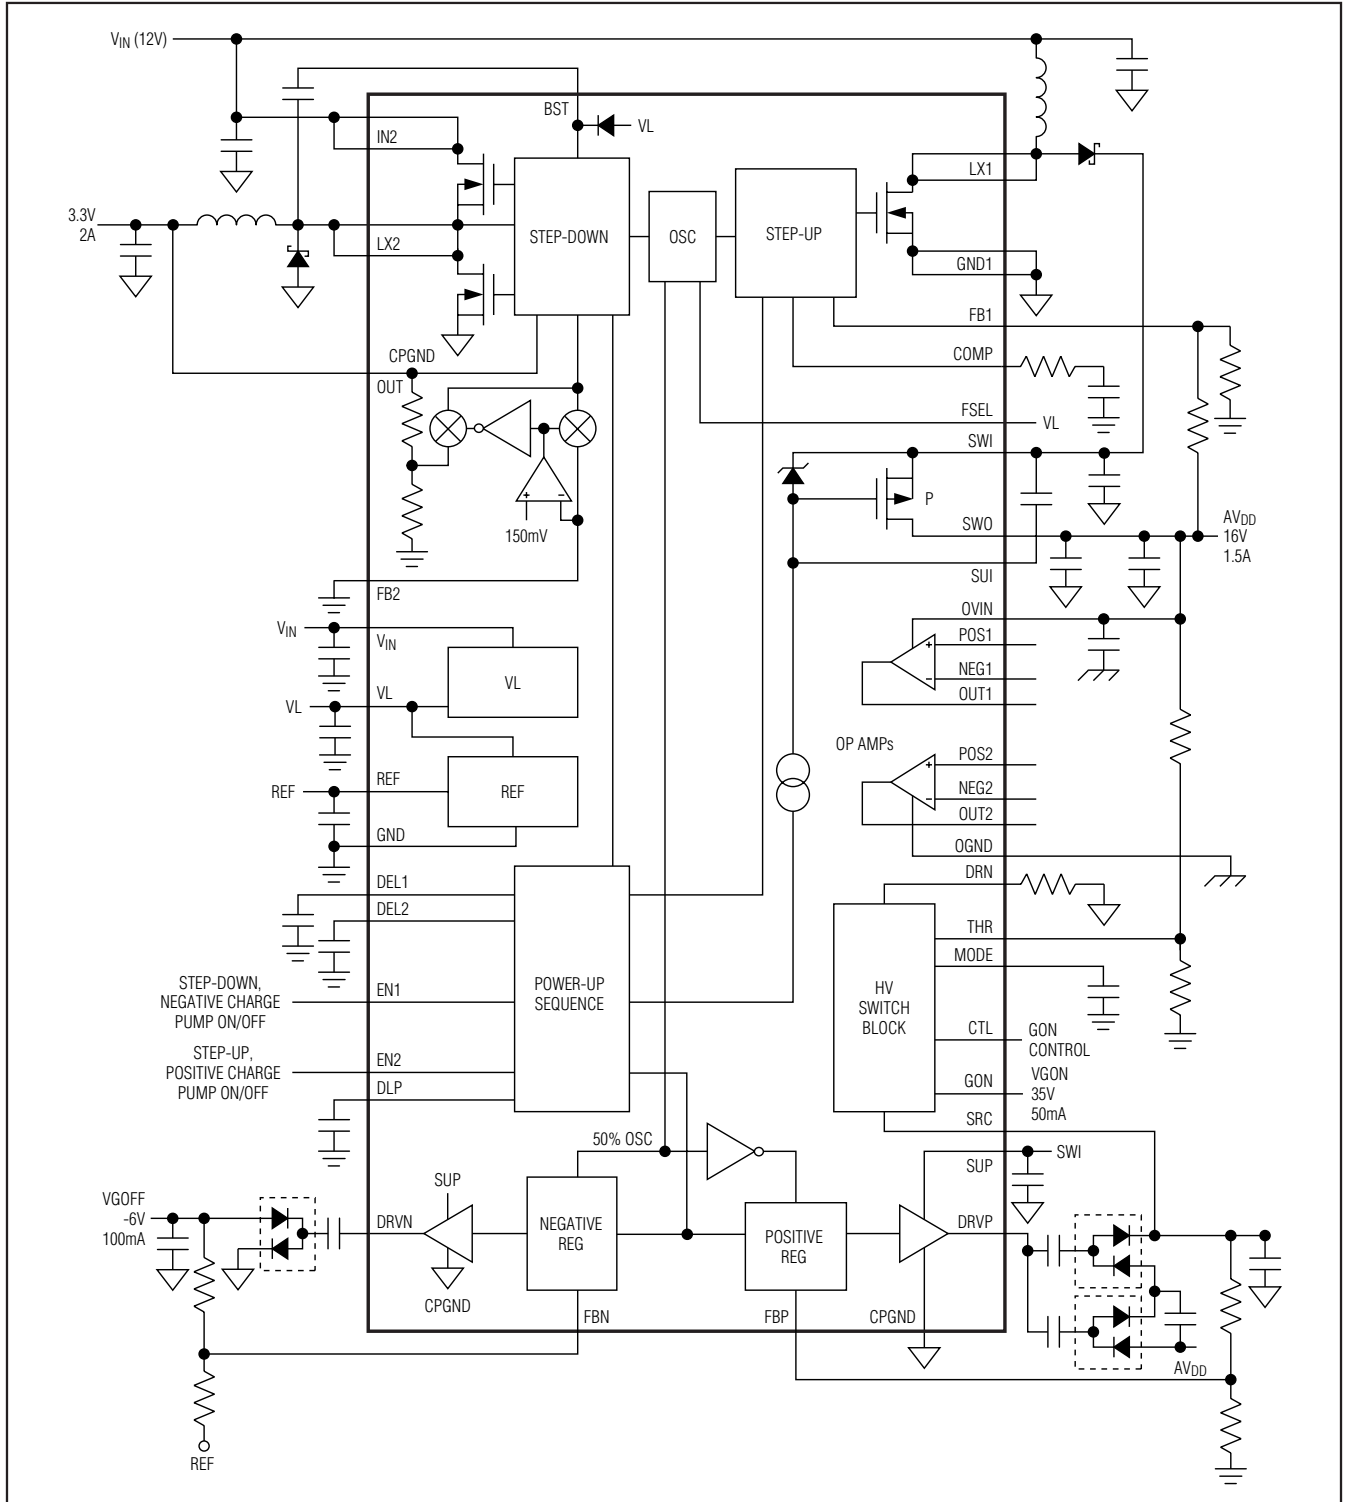 VIN (12V)
BST
VL
IN2
LX1
3.3V
2A
STEP-DOWN
OSC
STEP-UP
LX2
GND1
FB1
CPGND
COMP
OUT
FSEL
VL
SWI
P
+ −
150mV
SWO
AVDD
16V
1.5A
SUI
FB2
OVIN
VIN
VIN
+
POS1
VL
−
NEG1
VL
VL
OUT1
OP AMPs
+
POS2
REF
REF
REF
−
NEG2
OUT2
GND
OGND
DRN
DEL1
DEL2
THR
MODE
STEP-DOWN,
NEGATIVE CHARGE
PUMP ON/OFF
EN1
POWER-UP
SEQUENCE
HV
SWITCH
BLOCK
CTL
GON
CONTROL
STEP-UP,
POSITIVE CHARGE
PUMP ON/OFF
EN2
DLP
GON
VGON
35V
50mA
SRC
50% OSC
SUP
SWI
SUP
VGOFF
-6V
100mA
DRVN
NEGATIVE
REG
POSITIVE
REG
DRVP
CPGND
FBN
FBP
CPGND
AVDD
REF